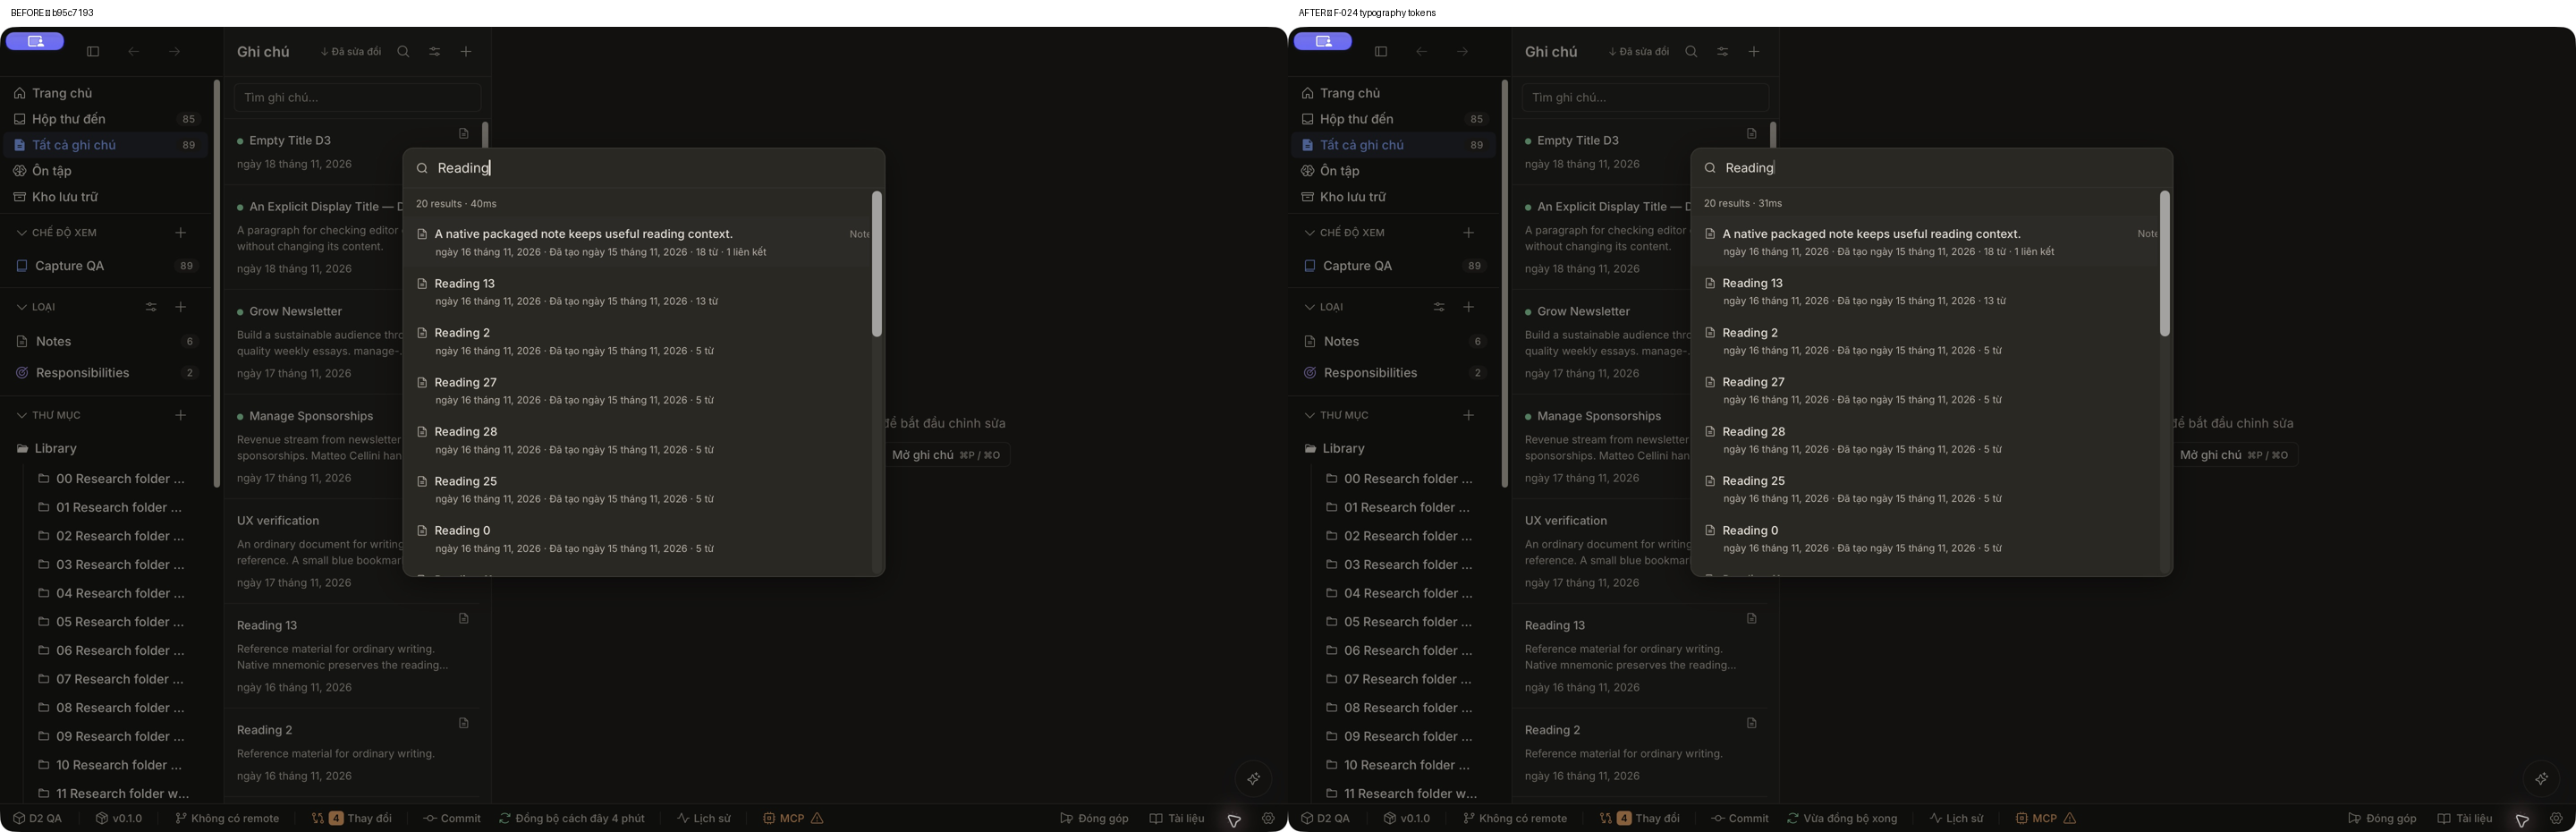 BEFORE b95c7193
Ghi chú
Đã sửa đổi
Tìm ghi chú...
Trang chủ
Hộp thư đến 85
Tất cả ghi chú 89
Ôn tập
Kho lưu trữ
CHẾ ĐỘ XEM
Capture QA 89
LOẠI
Notes 6
Responsibilities 2
THƯ MỤC
Library
00 Research folder ...
01 Research folder ...
02 Research folder ...
03 Research folder ...
04 Research folder ...
05 Research folder ...
06 Research folder ...
07 Research folder ...
08 Research folder ...
09 Research folder ...
10 Research folder ...
11 Research folder w...
Empty Title D3
ngày 18 tháng 11, 2026
An Explicit Display Title —
A paragraph for checking editor
without changing its content.
ngày 18 tháng 11, 2026
Grow Newsletter
Build a sustainable audience
quality weekly essays. manage-
ngày 17 tháng 11, 2026
Manage Sponsorships
Revenue stream from newsletter
sponsorships. Matteo Cellini
ngày 17 tháng 11, 2026
UX verification
An ordinary document for writing
reference. A small blue
ngày 17 tháng 11, 2026
Reading 13
Reference material for ordinary writing.
Native mnemonic preserves the reading...
ngày 16 tháng 11, 2026
Reading 2
Reference material for ordinary writing.
ngày 16 tháng 11, 2026
Reading
20 results · 40ms
A native packaged note keeps useful reading context.
ngày 16 tháng 11, 2026 · Đã tạo ngày 15 tháng 11, 2026 · 18 từ · 1 liên kết
Reading 13
ngày 16 tháng 11, 2026 · Đã tạo ngày 15 tháng 11, 2026 · 13 từ
Reading 2
ngày 16 tháng 11, 2026 · Đã tạo ngày 15 tháng 11, 2026 · 5 từ
Reading 27
ngày 16 tháng 11, 2026 · Đã tạo ngày 15 tháng 11, 2026 · 5 từ
Reading 28
ngày 16 tháng 11, 2026 · Đã tạo ngày 15 tháng 11, 2026 · 5 từ
Reading 25
ngày 16 tháng 11, 2026 · Đã tạo ngày 15 tháng 11, 2026 · 5 từ
Reading 0
ngày 16 tháng 11, 2026 · Đã tạo ngày 15 tháng 11, 2026 · 5 từ
để bắt đầu chỉnh sửa
Mở ghi chú ⌘P / ⌘O
D2 QA v0.1.0 Không có remote 4 Thay đổi Commit Đồng bộ cách đây 4 phút Lịch sử MCP Đóng góp Tài liệu
AFTER F-024 typography tokens
Ghi chú
Đã sửa đổi
Tìm ghi chú...
Trang chủ
Hộp thư đến 85
Tất cả ghi chú 89
Ôn tập
Kho lưu trữ
CHẾ ĐỘ XEM
Capture QA 89
LOẠI
Notes 6
Responsibilities 2
THƯ MỤC
Library
00 Research folder ...
01 Research folder ...
02 Research folder ...
03 Research folder ...
04 Research folder ...
05 Research folder ...
06 Research folder ...
07 Research folder ...
08 Research folder ...
09 Research folder ...
10 Research folder ...
11 Research folder w...
Empty Title D3
ngày 18 tháng 11, 2026
An Explicit Display Title —
A paragraph for checking editor
without changing its content.
ngày 18 tháng 11, 2026
Grow Newsletter
Build a sustainable audience
quality weekly essays. manage-
ngày 17 tháng 11, 2026
Manage Sponsorships
Revenue stream from newsletter
sponsorships. Matteo Cellini
ngày 17 tháng 11, 2026
UX verification
An ordinary document for writing
reference. A small blue
ngày 17 tháng 11, 2026
Reading 13
Reference material for ordinary writing.
Native mnemonic preserves the reading...
ngày 16 tháng 11, 2026
Reading 2
Reference material for ordinary writing.
ngày 16 tháng 11, 2026
Reading
20 results · 31ms
A native packaged note keeps useful reading context.
ngày 16 tháng 11, 2026 · Đã tạo ngày 15 tháng 11, 2026 · 18 từ · 1 liên kết
Reading 13
ngày 16 tháng 11, 2026 · Đã tạo ngày 15 tháng 11, 2026 · 13 từ
Reading 2
ngày 16 tháng 11, 2026 · Đã tạo ngày 15 tháng 11, 2026 · 5 từ
Reading 27
ngày 16 tháng 11, 2026 · Đã tạo ngày 15 tháng 11, 2026 · 5 từ
Reading 28
ngày 16 tháng 11, 2026 · Đã tạo ngày 15 tháng 11, 2026 · 5 từ
Reading 25
ngày 16 tháng 11, 2026 · Đã tạo ngày 15 tháng 11, 2026 · 5 từ
Reading 0
ngày 16 tháng 11, 2026 · Đã tạo ngày 15 tháng 11, 2026 · 5 từ
để bắt đầu chỉnh sửa
Mở ghi chú ⌘P / ⌘O
D2 QA v0.1.0 Không có remote 4 Thay đổi Commit Vừa đồng bộ xong Lịch sử MCP Đóng góp Tài liệu